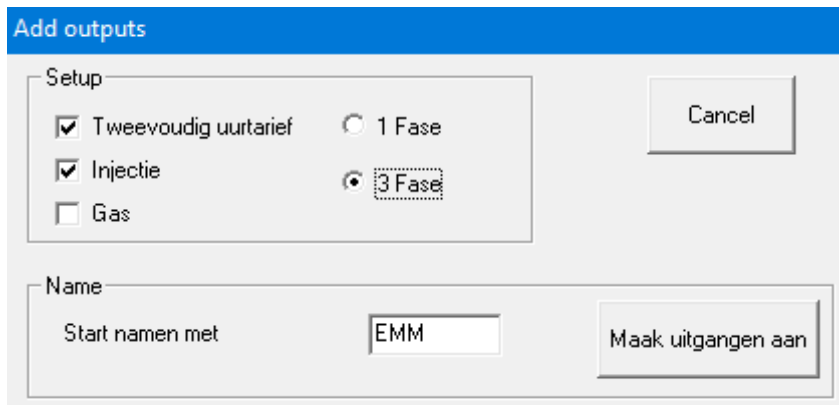 Add outputs
Setup
Tweevoudig uurtarief
1 Fase
Cancel
Injectie
3 Fase
Gas
Name
Start namen met
EMM
Maak uitgangen aan